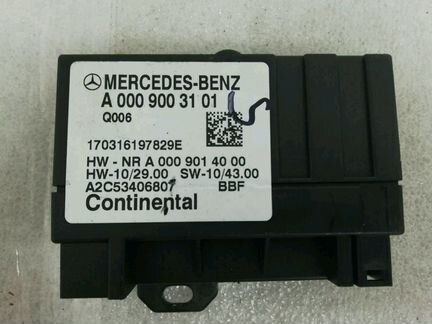 MERCEDES-BENZ
A 000 900 31 01
Q006
170316197829E
HW - NR A 000 901 40 00
HW-10/29.00 SW-10/43.00
A2C53406807 BBF
Continental